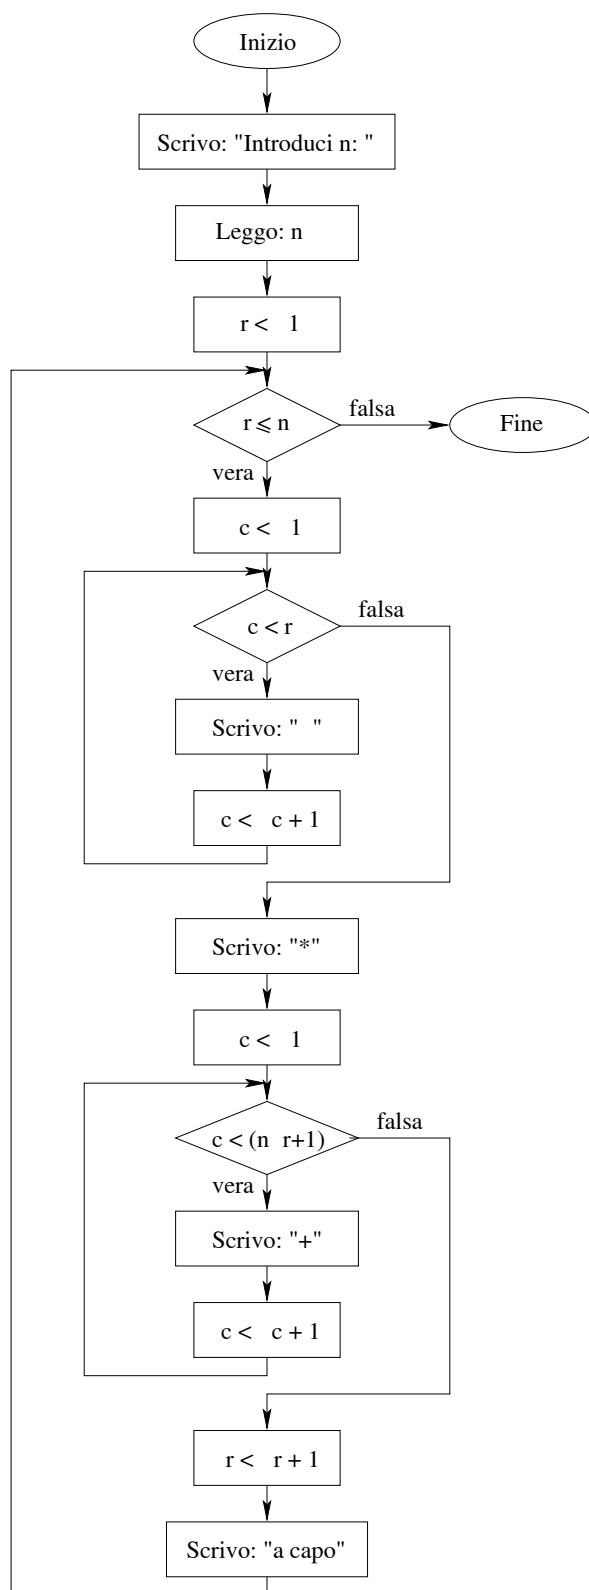 Inizio
Scrivo: "Introduci n: "
Leggo: n
r < 1
r ⩽ n
falsa
Fine
vera
c < 1
c < r
falsa
vera
Scrivo: " "
c < c + 1
Scrivo: "*"
c < 1
c < (n r+1)
falsa
vera
Scrivo: "+"
c < c + 1
r < r + 1
Scrivo: "a capo"